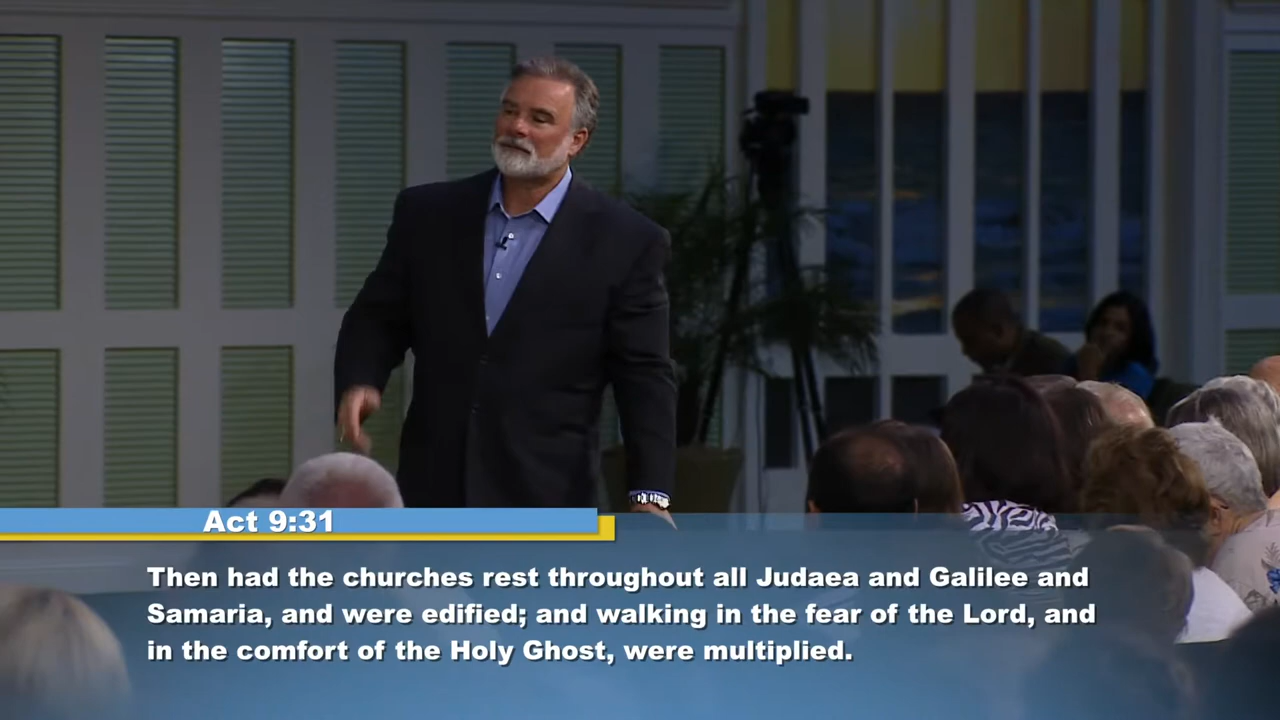 Act 9:31
Then had the churches rest throughout all Judaea and Galilee and
Samaria, and were edified; and walking in the fear of the Lord, and
in the comfort of the Holy Ghost, were multiplied.